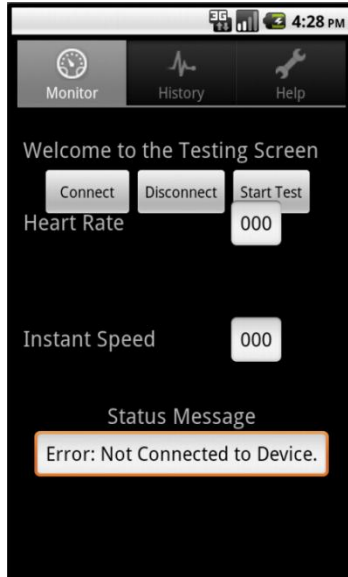 3G 4:28 PM
Monitor History Help
Welcome to the Testing Screen
Connect Disconnect Start Test
Heart Rate 000
Instant Speed 000
Status Message
Error: Not Connected to Device.